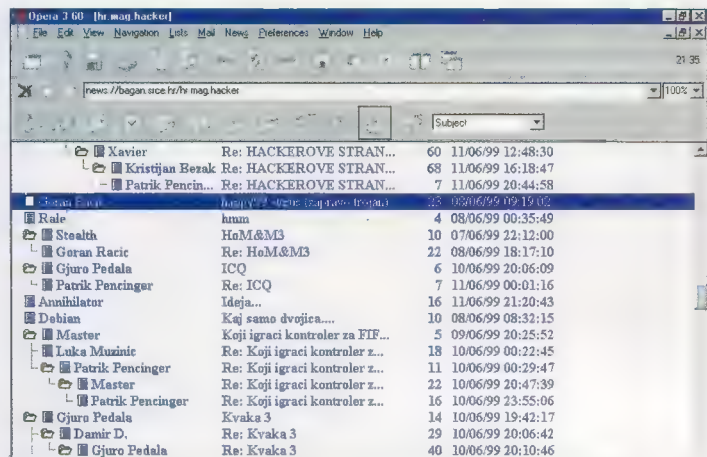 Opera 3.60 - [hr.mag.hacker]
File Edit View Navigation Lists Mail News Preferences Window Help
21:35
news://bagan.srce.hr/hr.mag.hacker 100%
Subject
Xavier Re: HACKEROVE STRAN... 60 11/06/99 12:48:30
Kristijan Bezak Re: HACKEROVE STRAN... 68 11/06/99 16:18:47
Patrik Pencin... Re: HACKEROVE STRAN... 7 11/06/99 20:44:58
Goran (zapravo trojan) 23 08/06/99 09:19:02
Rale hmm 4 08/06/99 00:35:49
Stealth HoM&M3 10 07/06/99 22:12:00
Goran Racic Re: HoM&M3 22 08/06/99 18:17:10
Gjuro Pedala ICQ 6 10/06/99 20:06:09
Patrik Pencinger Re: ICQ 7 11/06/99 00:01:16
Annihilator Ideja... 16 11/06/99 21:20:43
Debian Kaj samo dvojica.... 10 08/06/99 08:32:15
Master Koji igraci kontroler za FIF... 5 09/06/99 20:25:52
Luka Muzinic Re: Koji igraci kontroler z... 18 10/06/99 00:22:45
Patrik Pencinger Re: Koji igraci kontroler z... 11 10/06/99 00:29:47
Master Re: Koji igraci kontroler z... 22 10/06/99 20:47:39
Patrik Pencinger Re: Koji igraci kontroler z... 16 10/06/99 23:55:06
Gjuro Pedala Kvaka 3 14 10/06/99 19:42:17
Damir D. Re: Kvaka 3 29 10/06/99 20:06:42
Gjuro Pedala Re: Kvaka 3 40 10/06/99 20:10:46